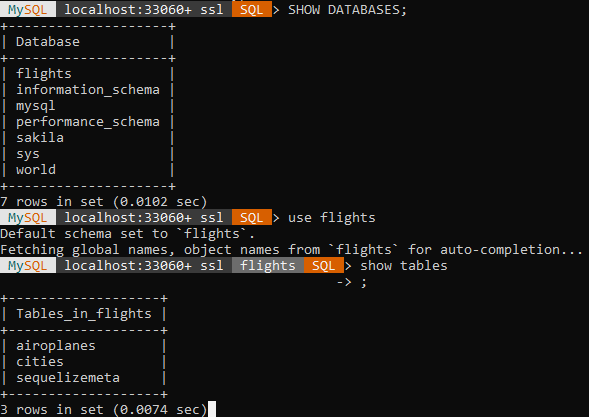 MySQL localhost:33060+ ssl SQL > SHOW DATABASES;
+--------------------+
| Database           |
+--------------------+
| flights            |
| information_schema |
| mysql              |
| performance_schema |
| sakila             |
| sys                |
| world              |
+--------------------+
7 rows in set (0.0102 sec)
MySQL localhost:33060+ ssl SQL > use flights
Default schema set to `flights`.
Fetching global names, object names from `flights` for auto-completion...
MySQL localhost:33060+ ssl flights SQL > show tables
-> ;
+-------------------+
| Tables_in_flights |
+-------------------+
| airoplanes        |
| cities            |
| sequelizemeta     |
+-------------------+
3 rows in set (0.0074 sec)